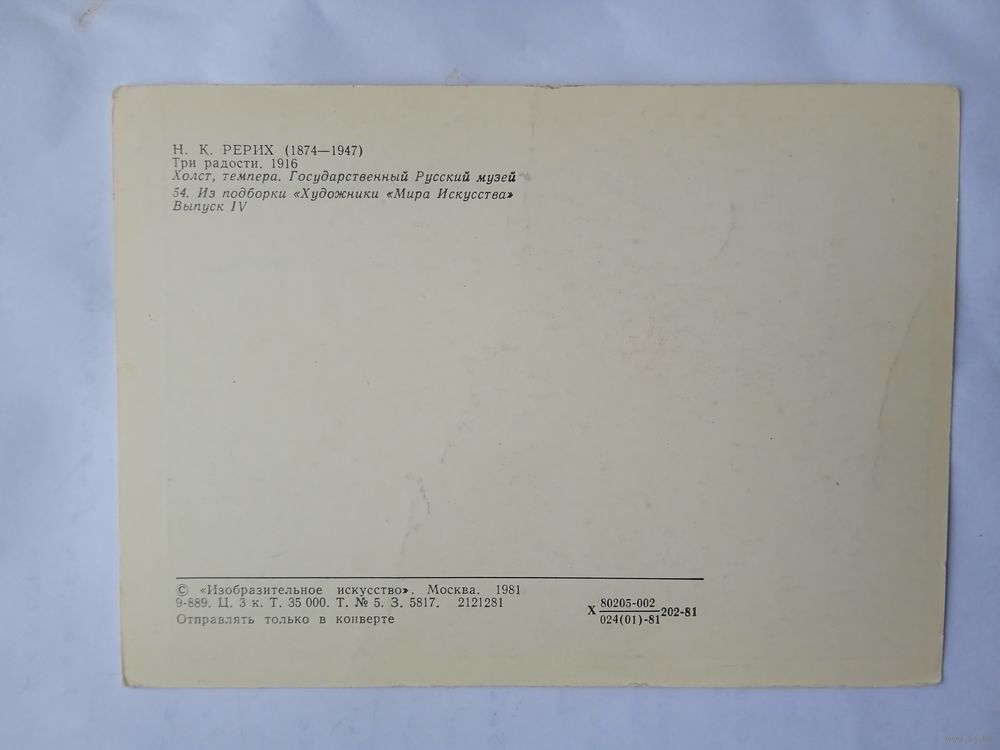 Н. К. РЕРИХ (1874—1947)
Три радости. 1916
Холст, темпера. Государственный Русский музей
54. Из подборки «Художники «Мира Искусства»
Выпуск IV
© «Изобразительное искусство». Москва. 1981
9-889. Ц. 3 к. Т. 35 000. Т. № 5. З. 5817. 2121281
Отправлять только в конверте
Х 80205-002
024(01)-81 202-81